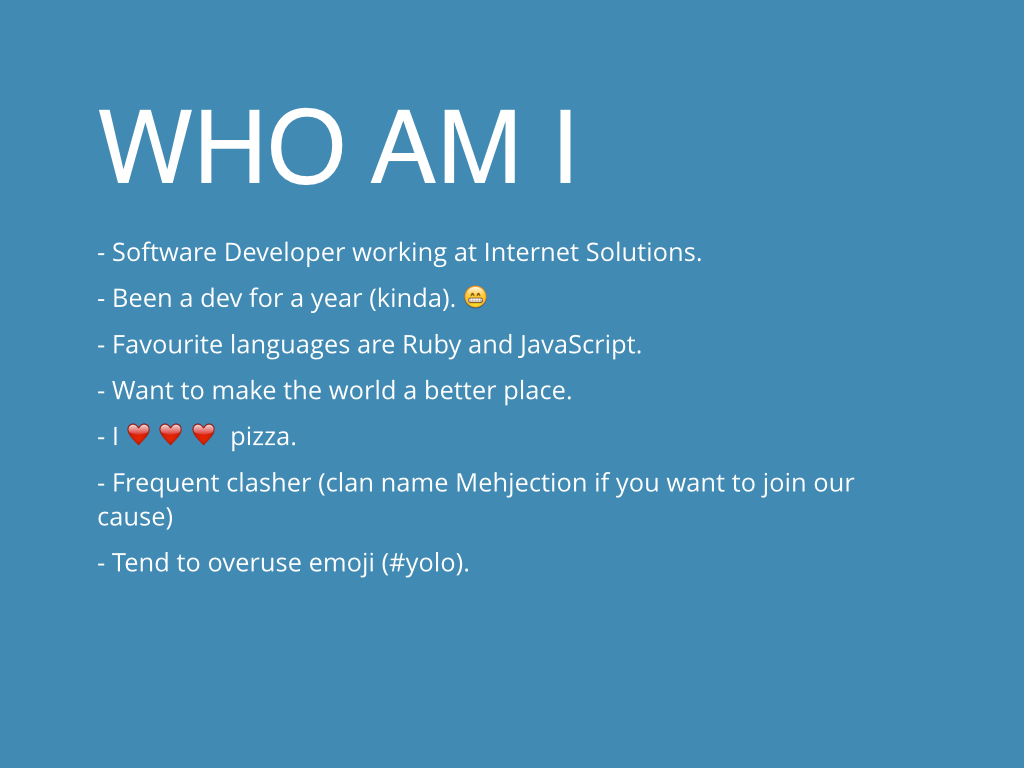 WHO AM I
- Software Developer working at Internet Solutions.
- Been a dev for a year (kinda). 😁
- Favourite languages are Ruby and JavaScript.
- Want to make the world a better place.
- I ❤️ ❤️ ❤️ pizza.
- Frequent clasher (clan name Mehjection if you want to join our
cause)
- Tend to overuse emoji (#yolo).